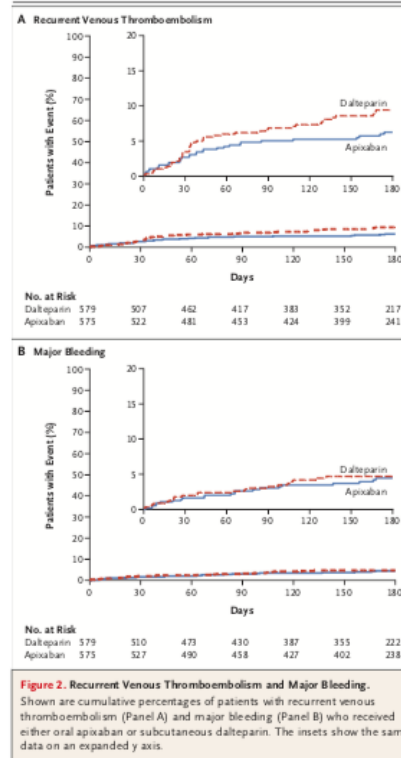 A Recurrent Venous Thromboembolism
Patients with Event (%)
100
90
80
70
60
50
40
30
20
10
0
20
15
10
5
0
Dalteparin
Apixaban
0 30 60 90 120 150 180
0 30 60 90 120 150 180
Days
No. at Risk
Dalteparin 579 507 462 417 383 352 217
Apixaban 575 522 481 453 424 399 241
B Major Bleeding
Patients with Event (%)
100
90
80
70
60
50
40
30
20
10
0
20
15
10
5
0
Dalteparin
Apixaban
0 30 60 90 120 150 180
0 30 60 90 120 150 180
Days
No. at Risk
Dalteparin 579 510 473 430 387 355 222
Apixaban 575 527 490 458 427 402 238
Figure 2. Recurrent Venous Thromboembolism and Major Bleeding.
Shown are cumulative percentages of patients with recurrent venous
thromboembolism (Panel A) and major bleeding (Panel B) who received
either oral apixaban or subcutaneous dalteparin. The insets show the sam
data on an expanded y axis.